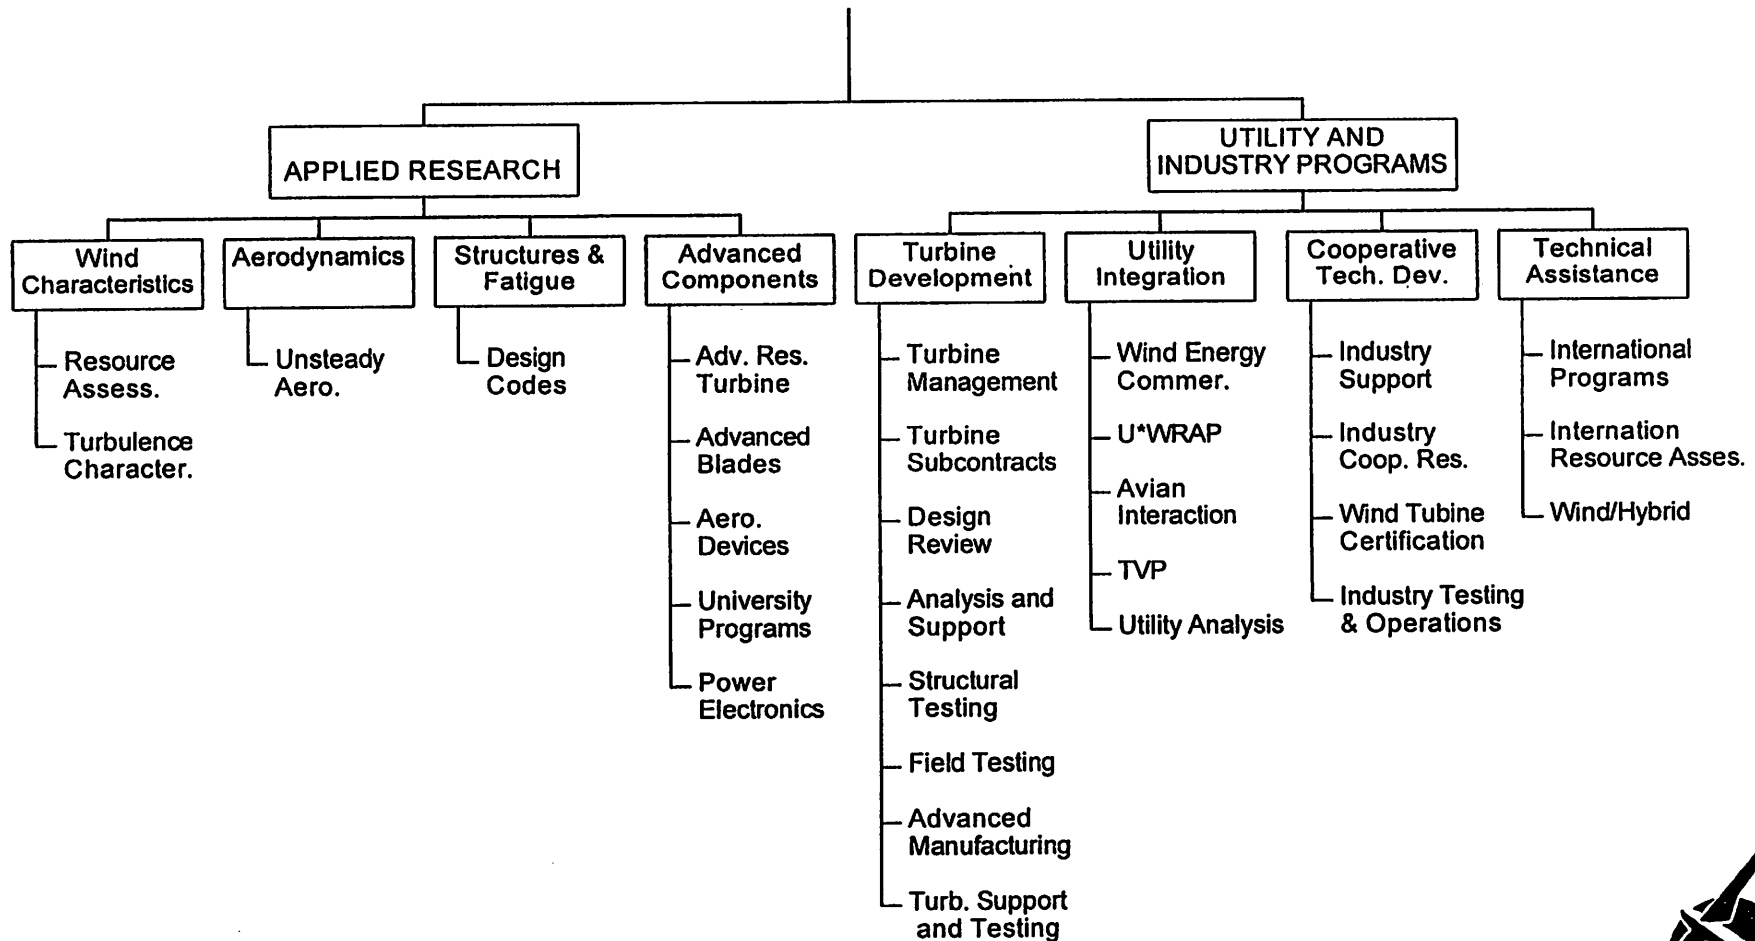 APPLIED RESEARCH
UTILITY AND
INDUSTRY PROGRAMS
Wind
Characteristics
Resource
Assess.
Turbulence
Character.
Aerodynamics
Unsteady
Aero.
Structures &
Fatigue
Design
Codes
Advanced
Components
Adv. Res.
Turbine
Advanced
Blades
Aero.
Devices
University
Programs
Power
Electronics
Turbine
Development
Turbine
Management
Turbine
Subcontracts
Design
Review
Analysis and
Support
Structural
Testing
Field Testing
Advanced
Manufacturing
Turb. Support
and Testing
Utility
Integration
Wind Energy
Commer.
U*WRAP
Avian
Interaction
TVP
Utility Analysis
Cooperative
Tech. Dev.
Industry
Support
Industry
Coop. Res.
Wind Tubine
Certification
Industry Testing
& Operations
Technical
Assistance
International
Programs
Internation
Resource Asses.
Wind/Hybrid